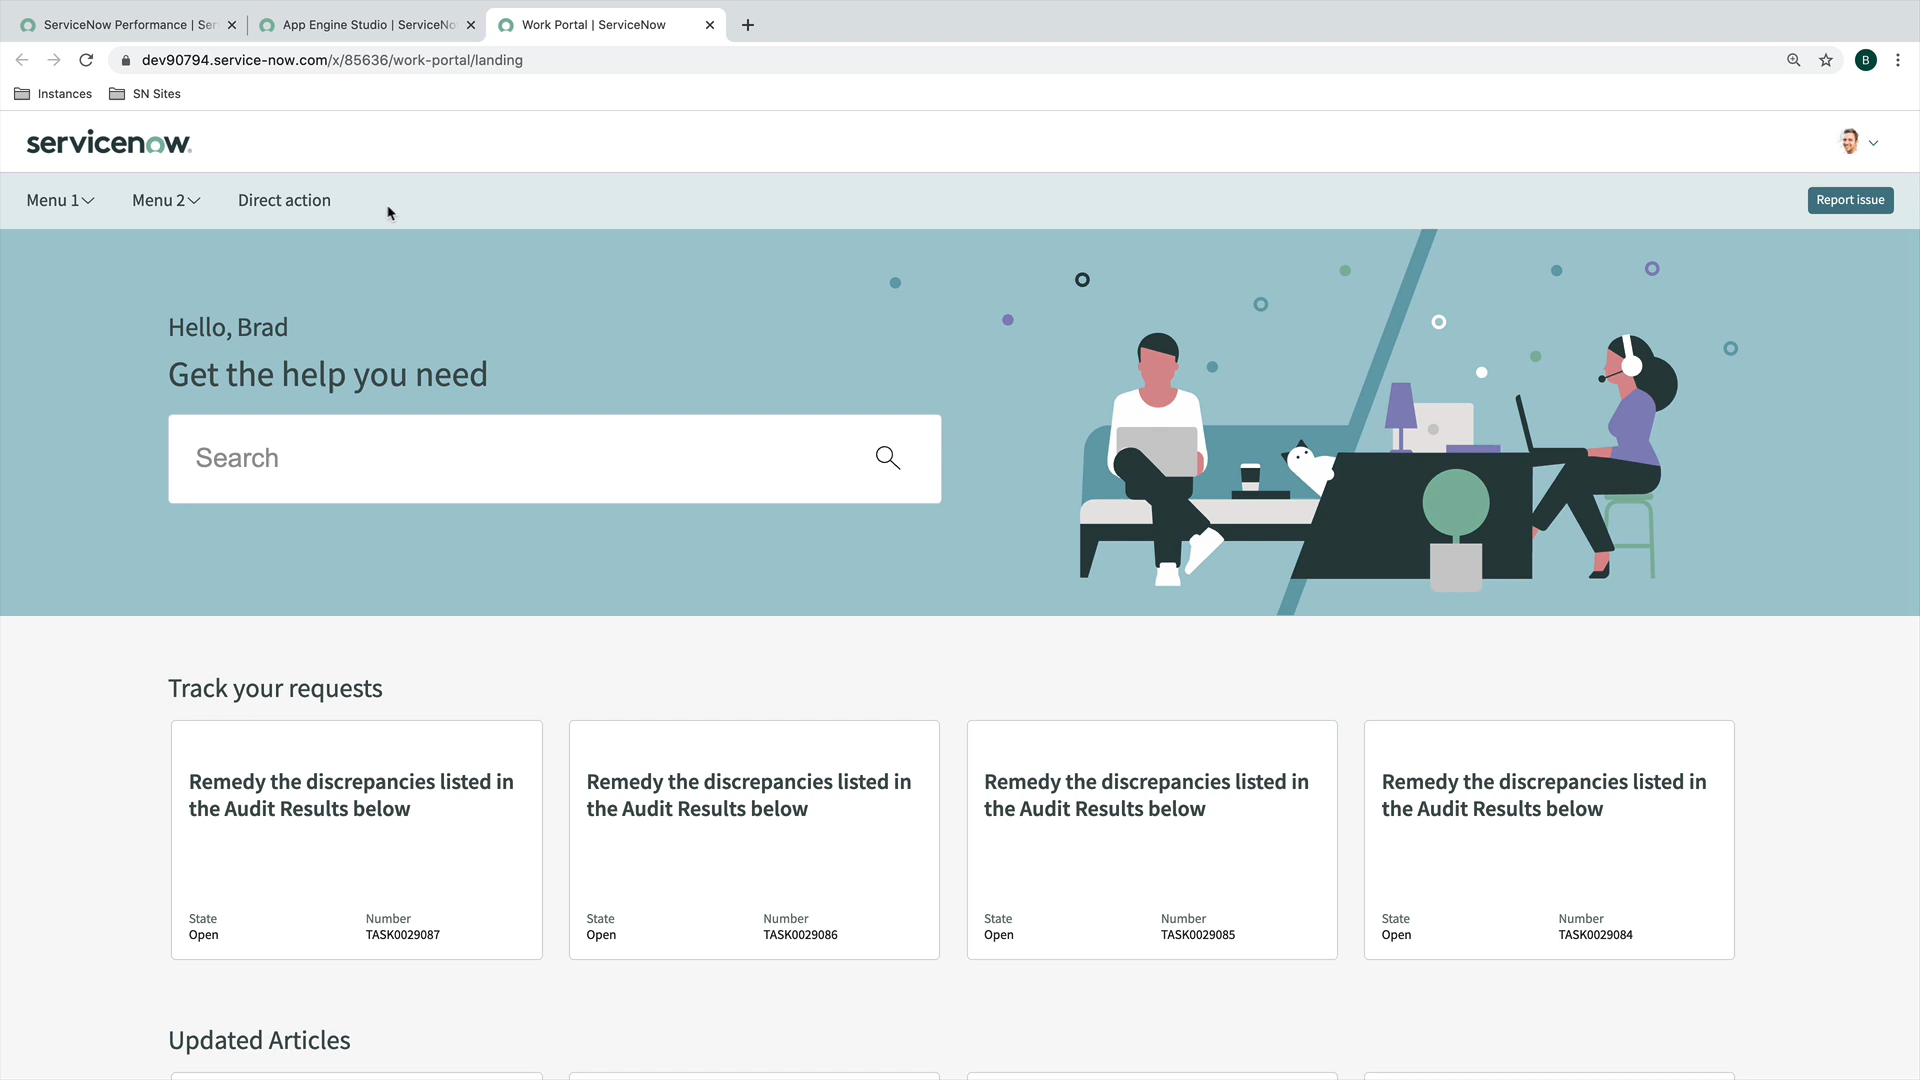 ServiceNow Performance | Ser
App Engine Studio | ServiceNo
Work Portal | ServiceNow
dev90794.service-now.com/x/85636/work-portal/landing
B
Instances
SN Sites
servicenow
Menu 1
Menu 2
Direct action
Report issue
Hello, Brad
Get the help you need
Search
Track your requests
Remedy the discrepancies listed in
the Audit Results below
State
Number
Open
TASK0029087
Remedy the discrepancies listed in
the Audit Results below
State
Number
Open
TASK0029086
Remedy the discrepancies listed in
the Audit Results below
State
Number
Open
TASK0029085
Remedy the discrepancies listed in
the Audit Results below
State
Number
Open
TASK0029084
Updated Articles